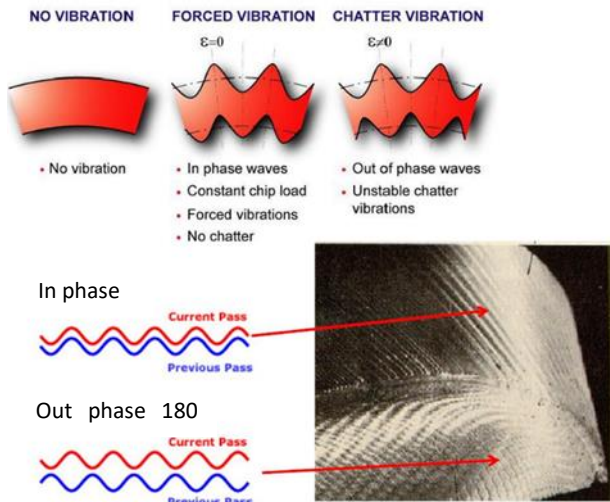 NO VIBRATION
FORCED VIBRATION
CHATTER VIBRATION
ε=0
ε≠0
• No vibration
• In phase waves
• Constant chip load
• Forced vibrations
• No chatter
• Out of phase waves
• Unstable chatter
vibrations
In phase
Current Pass
Previous Pass
Out phase 180
Current Pass
Previous Pass